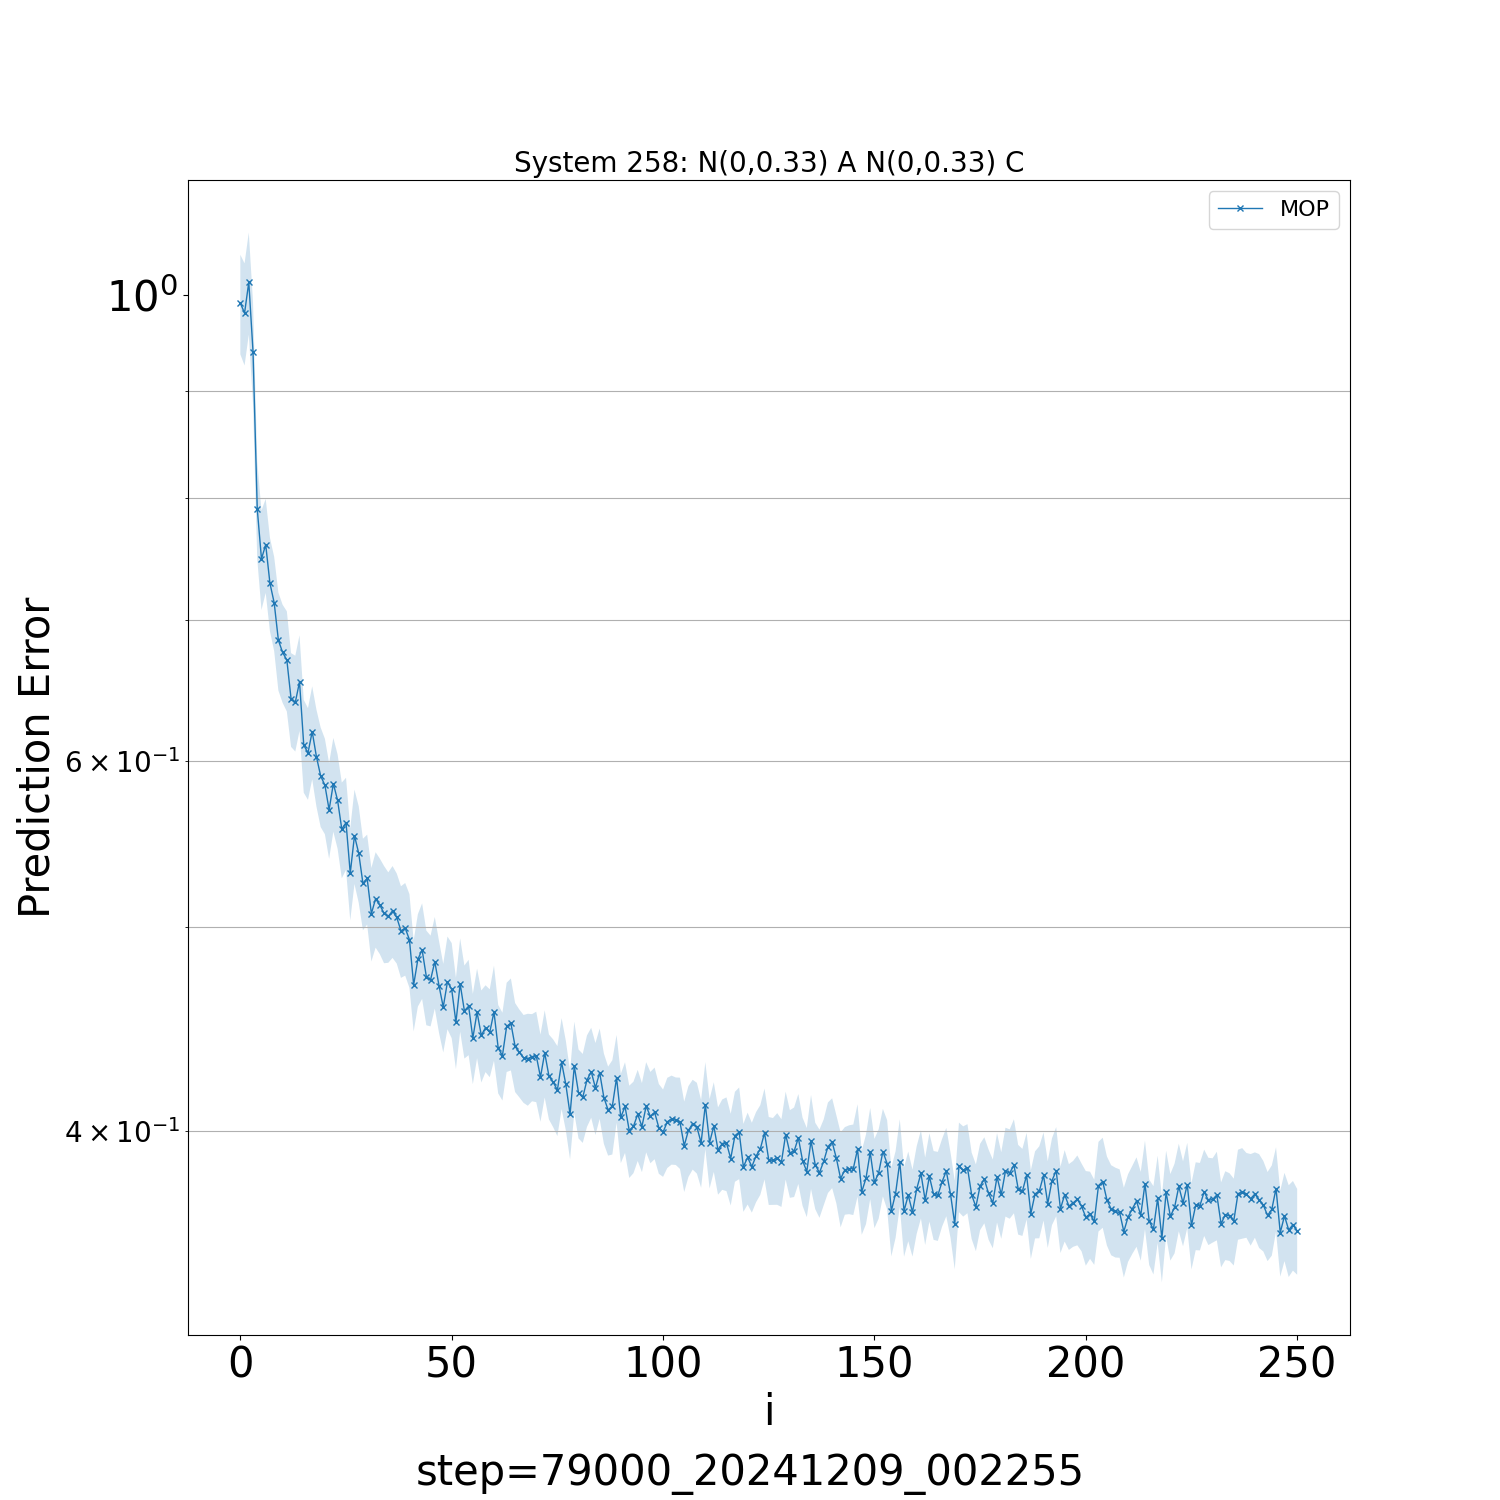 System 258: N(0,0.33) A N(0,0.33) C
MOP
10⁰
6 × 10⁻¹
4 × 10⁻¹
Prediction Error
0 50 100 150 200 250
i
step=79000_20241209_002255